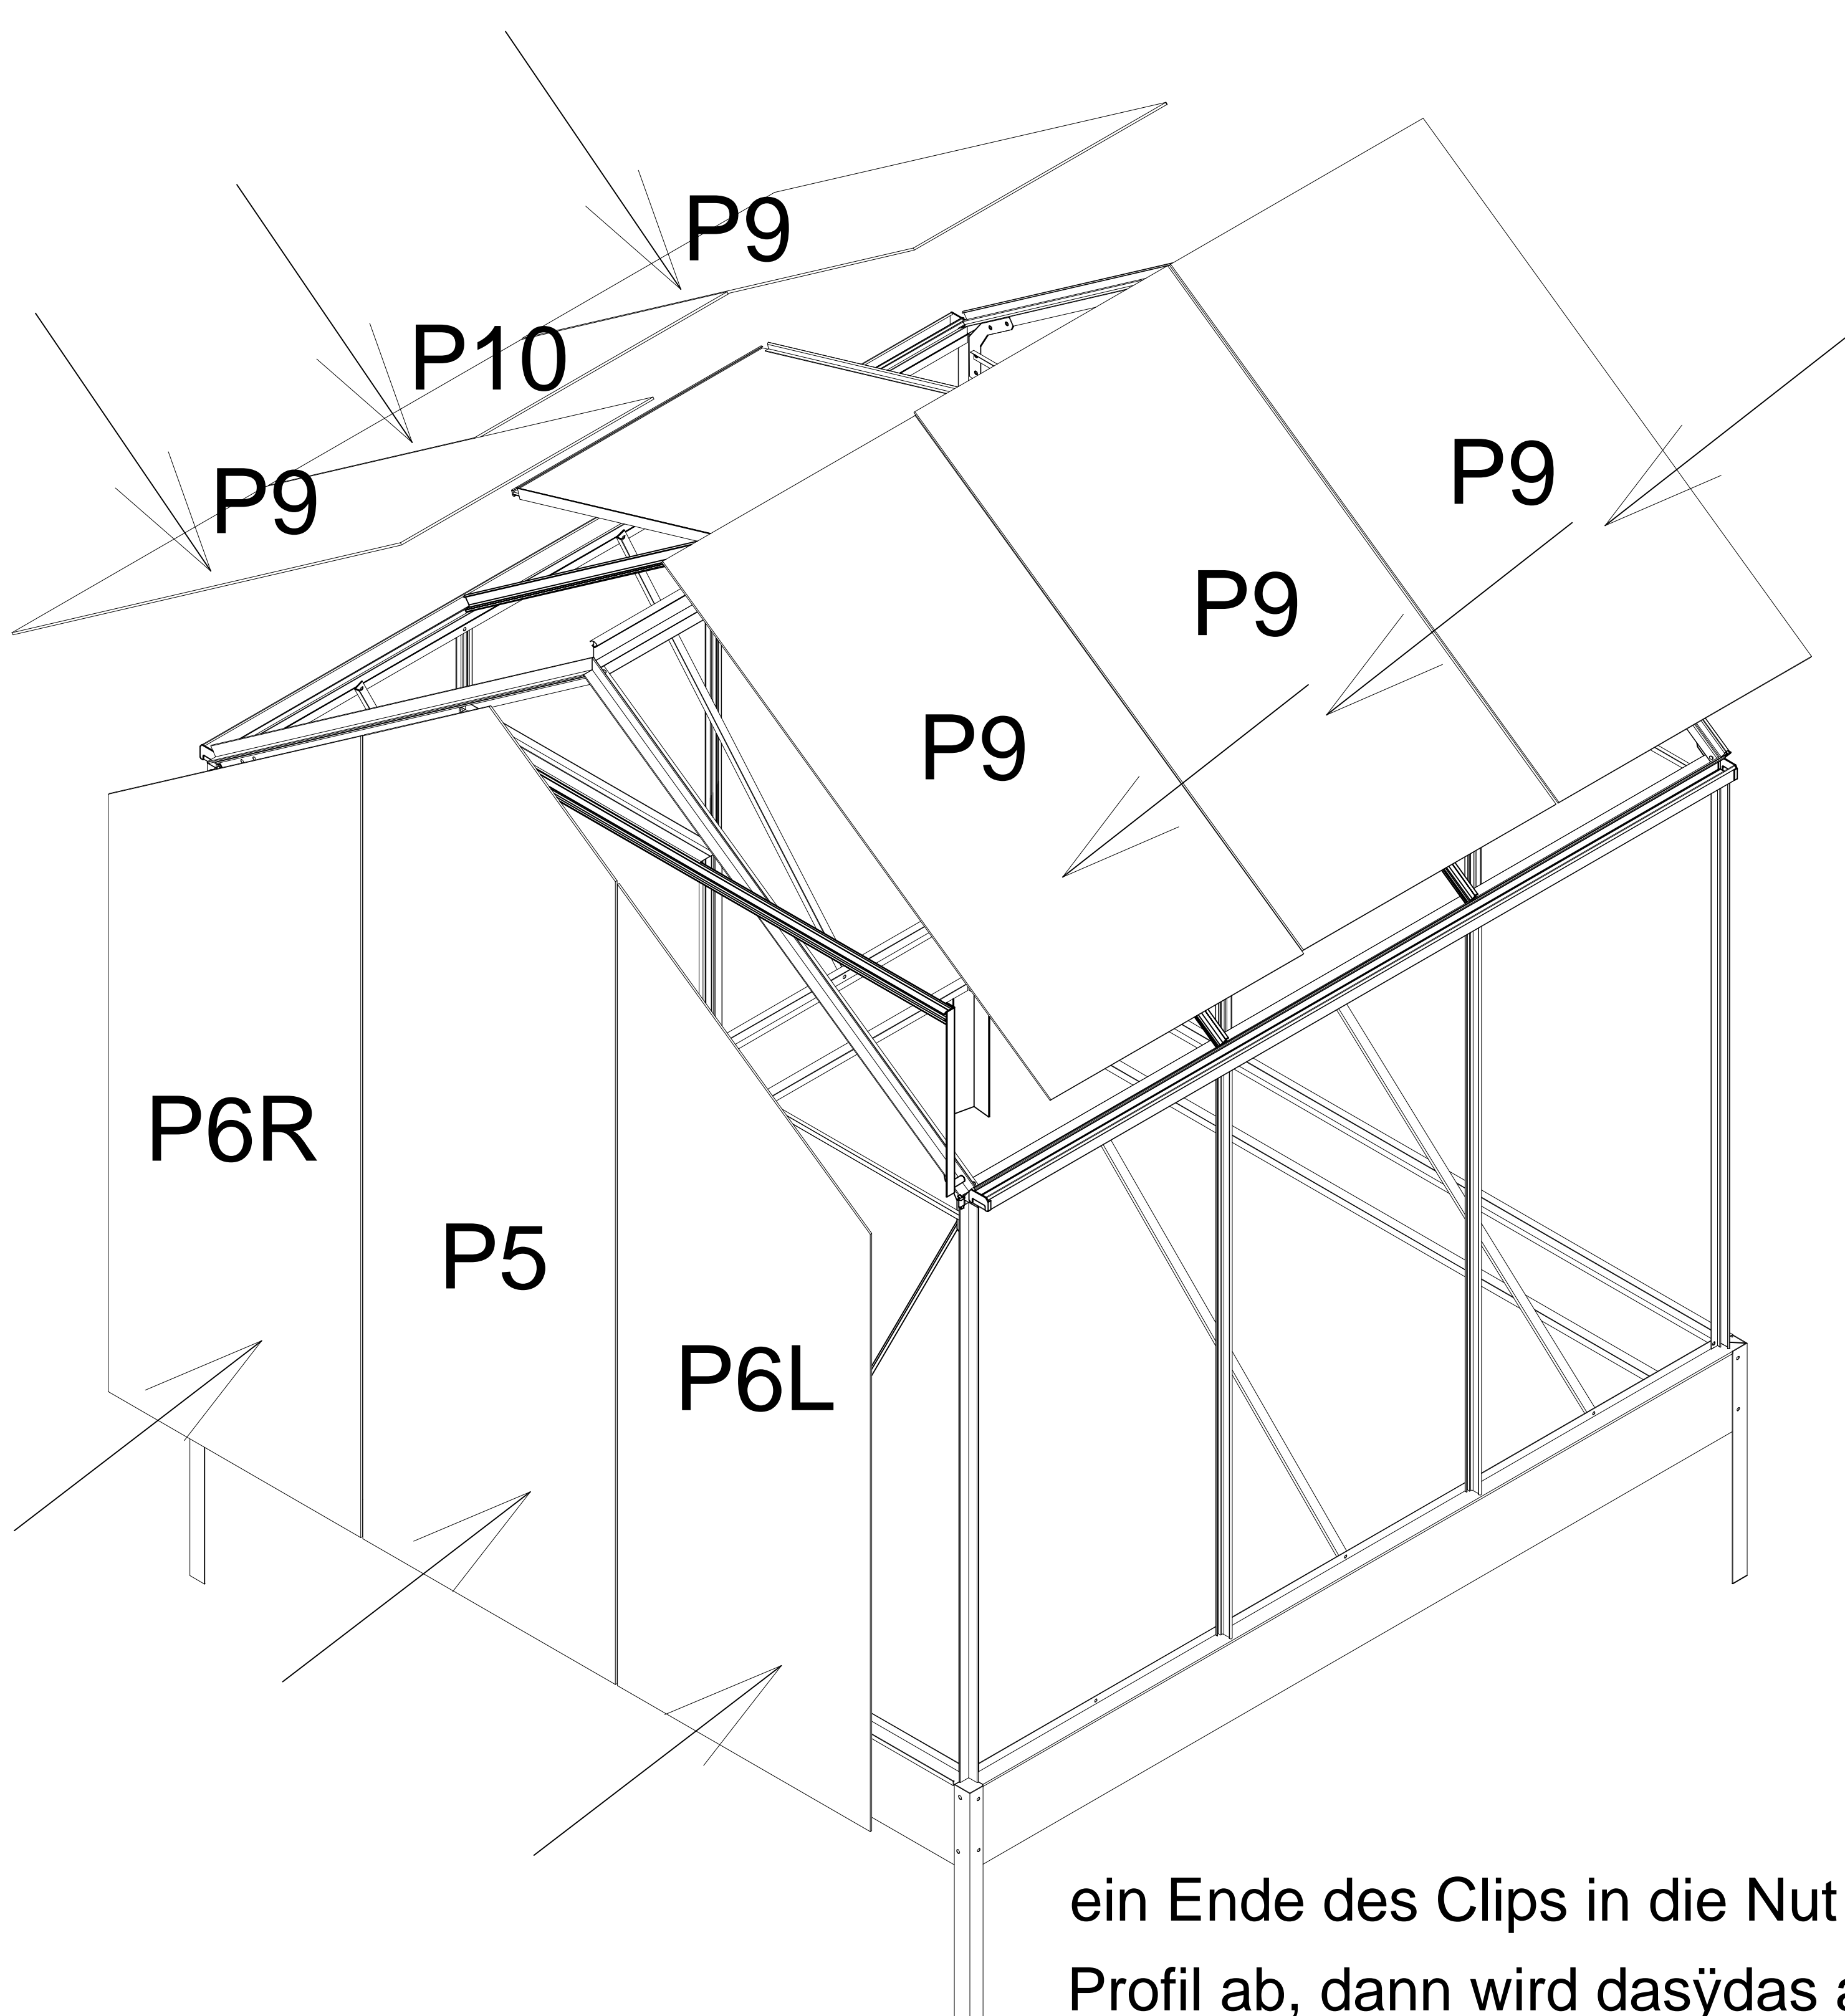 P9
P10
P9
P9
P9
P9
P6R
P5
P6L
ein Ende des Clips in die Nut
Profil ab, dann wird dasÿdas a